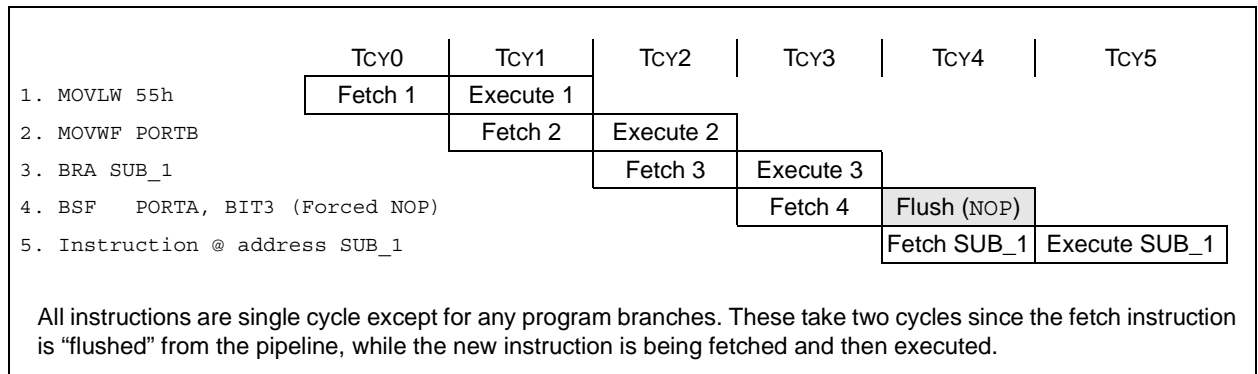 TCY0 TCY1 TCY2 TCY3 TCY4 TCY5
1. MOVLW 55h Fetch 1 Execute 1
2. MOVWF PORTB Fetch 2 Execute 2
3. BRA SUB_1 Fetch 3 Execute 3
4. BSF PORTA, BIT3 (Forced NOP) Fetch 4 Flush (NOP)
5. Instruction @ address SUB_1 Fetch SUB_1 Execute SUB_1
All instructions are single cycle except for any program branches. These take two cycles since the fetch instruction
is “flushed” from the pipeline, while the new instruction is being fetched and then executed.